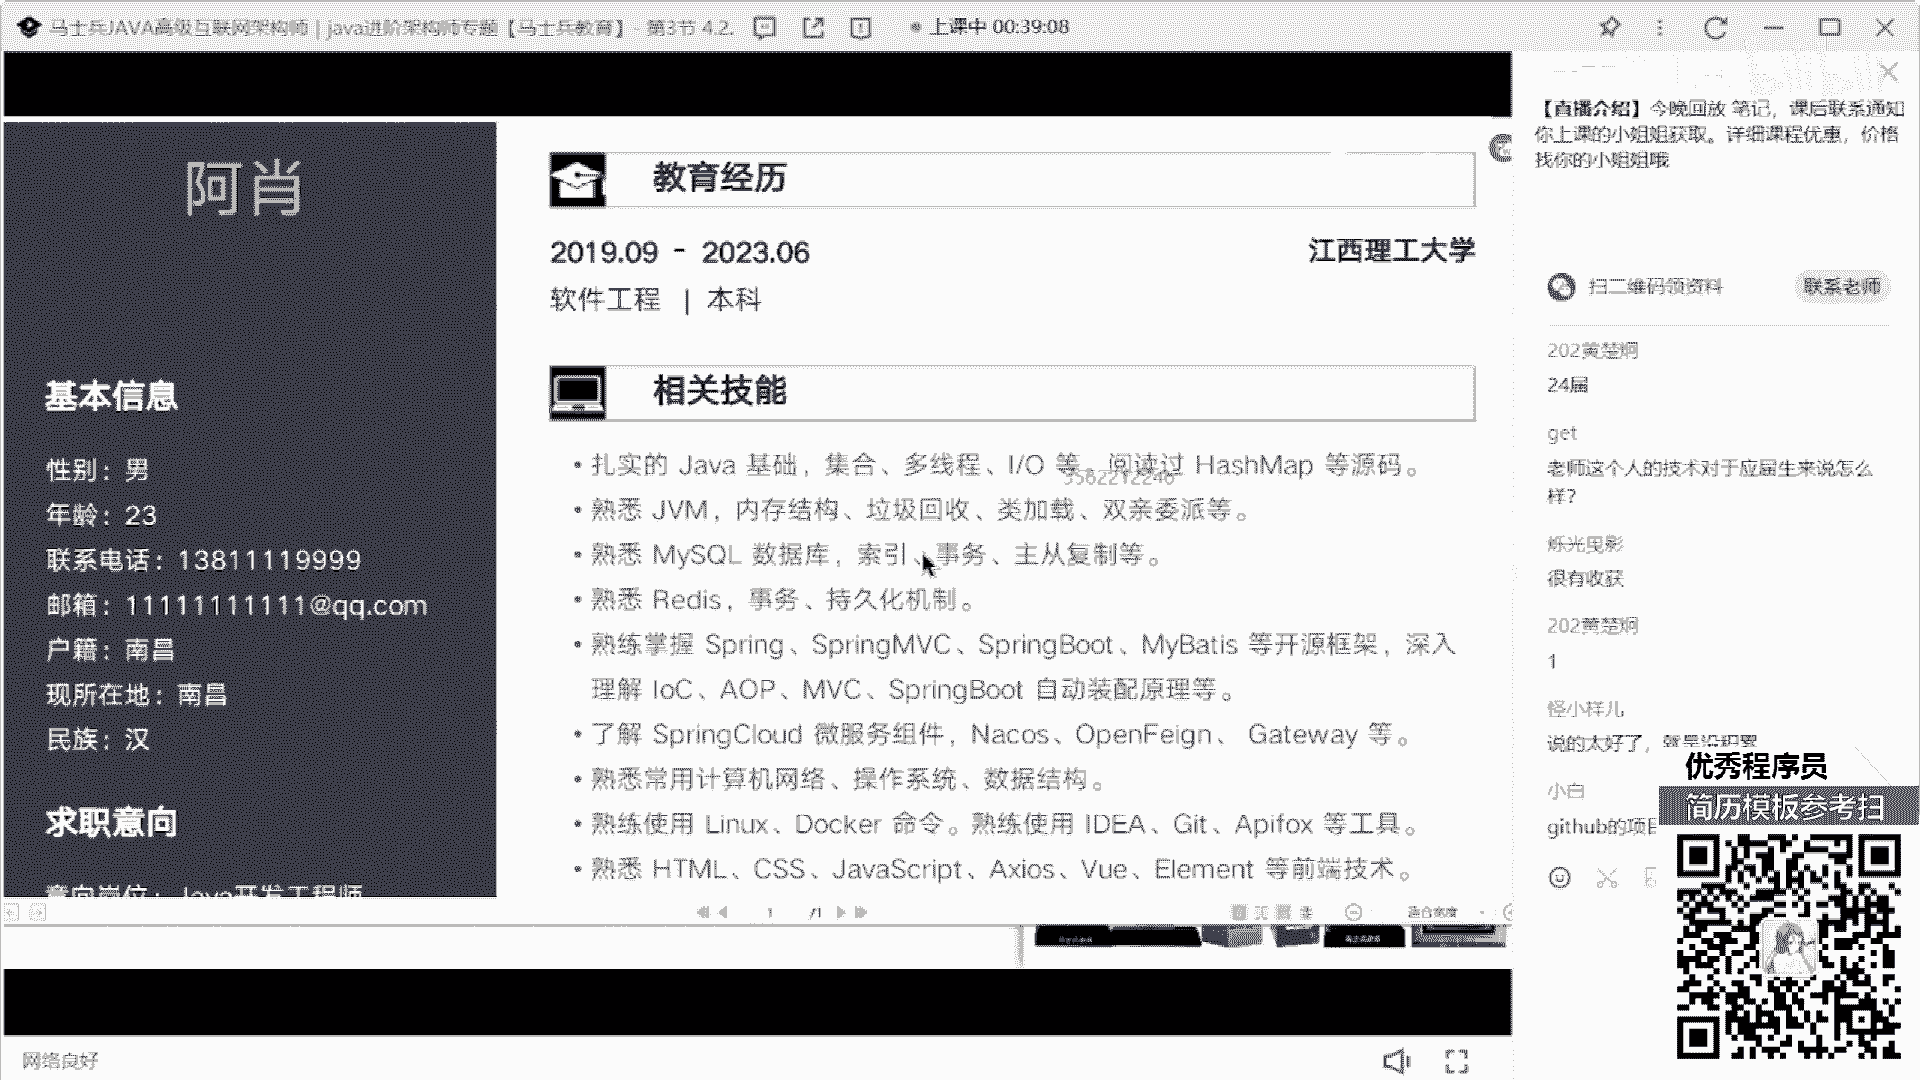 马士兵JAVA高级互联网架构师 | java进阶架构师专题【马士兵教育】 - 第3节 4.2.
上课中 00:39:08
阿肖
基本信息
性别：男
年龄：23
联系电话：13811119999
邮箱：11111111111@qq.com
户籍：南昌
现所在地：南昌
民族：汉
求职意向
意向岗位：Java开发工程师
教育经历
2019.09 - 2023.06 江西理工大学
软件工程 | 本科
相关技能
• 扎实的 Java 基础，集合、多线程、I/O 等。阅读过 HashMap 等源码。
3562212246
• 熟悉 JVM，内存结构、垃圾回收、类加载、双亲委派等。
• 熟悉 MySQL 数据库，索引、事务、主从复制等。
• 熟悉 Redis，事务、持久化机制。
• 熟练掌握 Spring、SpringMVC、SpringBoot、MyBatis 等开源框架，深入
理解 IoC、AOP、MVC、SpringBoot 自动装配原理等。
• 了解 SpringCloud 微服务组件，Nacos、OpenFeign、 Gateway 等。
• 熟悉常用计算机网络、操作系统、数据结构。
• 熟练使用 Linux、Docker 命令。熟练使用 IDEA、Git、Apifox 等工具。
• 熟悉 HTML、CSS、JavaScript、Axios、Vue、Element 等前端技术。
1 /1
适合宽度
网络良好
【直播介绍】今晚回放 笔记，课后联系通知
你上课的小姐姐获取。详细课程优惠，价格
找你的小姐姐哦
扫二维码领资料 联系老师
202黄楚炯
24届
get
老师这个人的技术对于应届生来说怎么
样？
烁光曳影
很有收获
202黄楚炯
1
怪小样儿
说的太好了，就是没积累
小白
github的项目
优秀程序员
简历模板参考扫